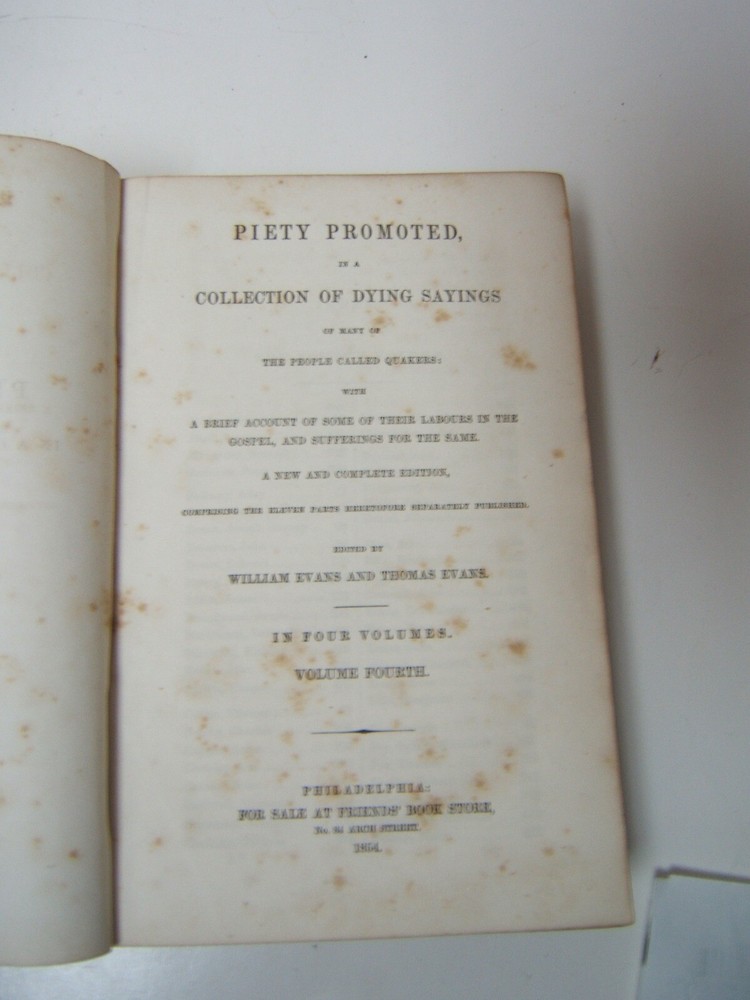 PIETY PROMOTED,
IN A
COLLECTION OF DYING SAYINGS
OF MANY OF
THE PEOPLE CALLED QUAKERS:
WITH
A BRIEF ACCOUNT OF SOME OF THEIR LABOURS IN THE
GOSPEL, AND SUFFERINGS FOR THE SAME.
A NEW AND COMPLETE EDITION,
COMPRISING THE ELEVEN PARTS HERETOFORE SEPARATELY PUBLISHED.
EDITED BY
WILLIAM EVANS AND THOMAS EVANS.
IN FOUR VOLUMES.
VOLUME FOURTH.
PHILADELPHIA:
FOR SALE AT FRIENDS' BOOK STORE,
No. 84 ARCH STREET.
1854.